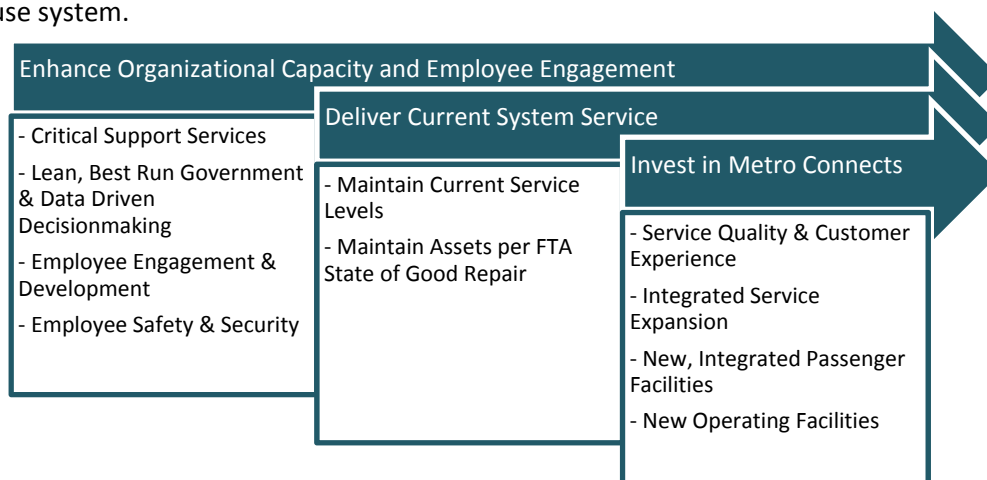 use system.
Enhance Organizational Capacity and Employee Engagement
- Critical Support Services
- Lean, Best Run Government
& Data Driven
Decisionmaking
- Employee Engagement &
Development
- Employee Safety & Security
Deliver Current System Service
- Maintain Current Service
Levels
- Maintain Assets per FTA
State of Good Repair
Invest in Metro Connects
- Service Quality & Customer
Experience
- Integrated Service
Expansion
- New, Integrated Passenger
Facilities
- New Operating Facilities